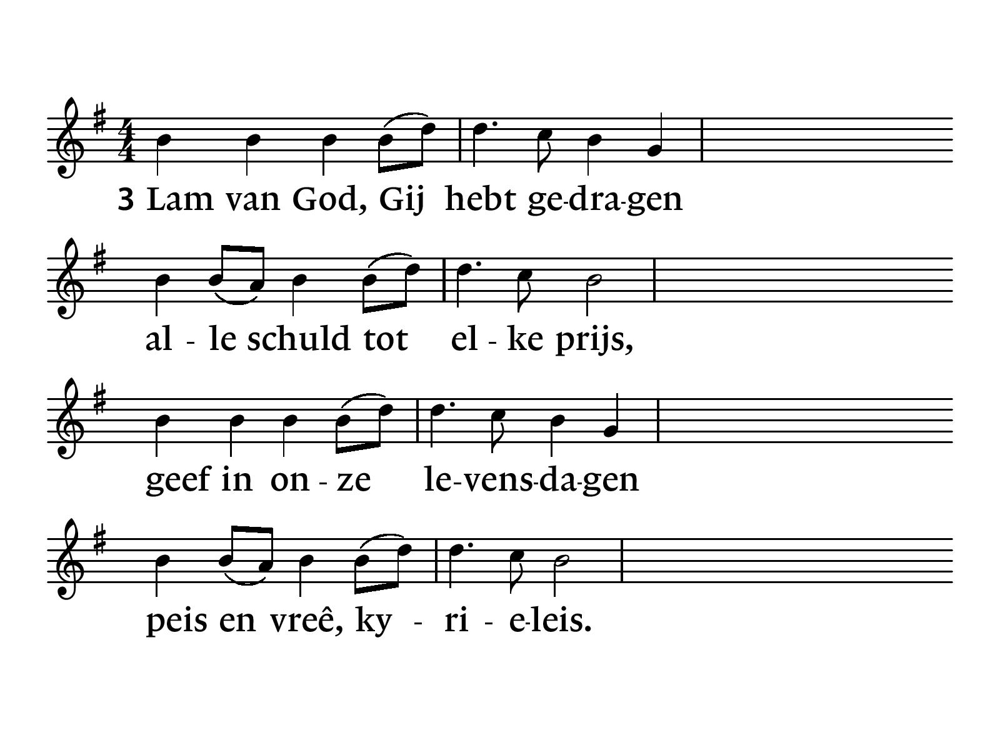 3 Lam van God, Gij hebt ge-dra-gen
al - le schuld tot el - ke prijs,
geef in on - ze le-vens-da-gen
peis en vreê, ky - ri - e-leis.